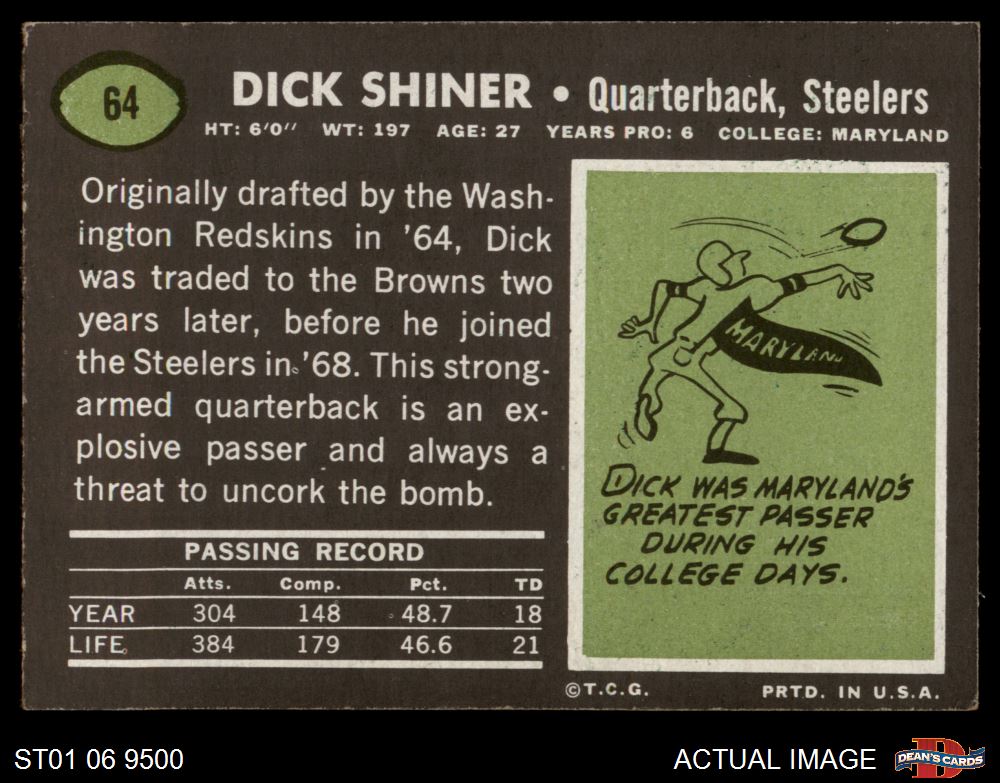 64
DICK SHINER • Quarterback, Steelers
HT: 6'0" WT: 197 AGE: 27 YEARS PRO: 6 COLLEGE: MARYLAND
Originally drafted by the Wash-
ington Redskins in '64, Dick
was traded to the Browns two
years later, before he joined
the Steelers in '68. This strong-
armed quarterback is an ex-
plosive passer and always a
threat to uncork the bomb.
PASSING RECORD
Atts. Comp. Pct. TD
YEAR 304 148 48.7 18
LIFE 384 179 46.6 21
MARYLAND
DICK WAS MARYLAND'S
GREATEST PASSER
DURING HIS
COLLEGE DAYS.
©T.C.G. PRTD. IN U.S.A.
ST01 06 9500
ACTUAL IMAGE
D
DEAN'S CARDS